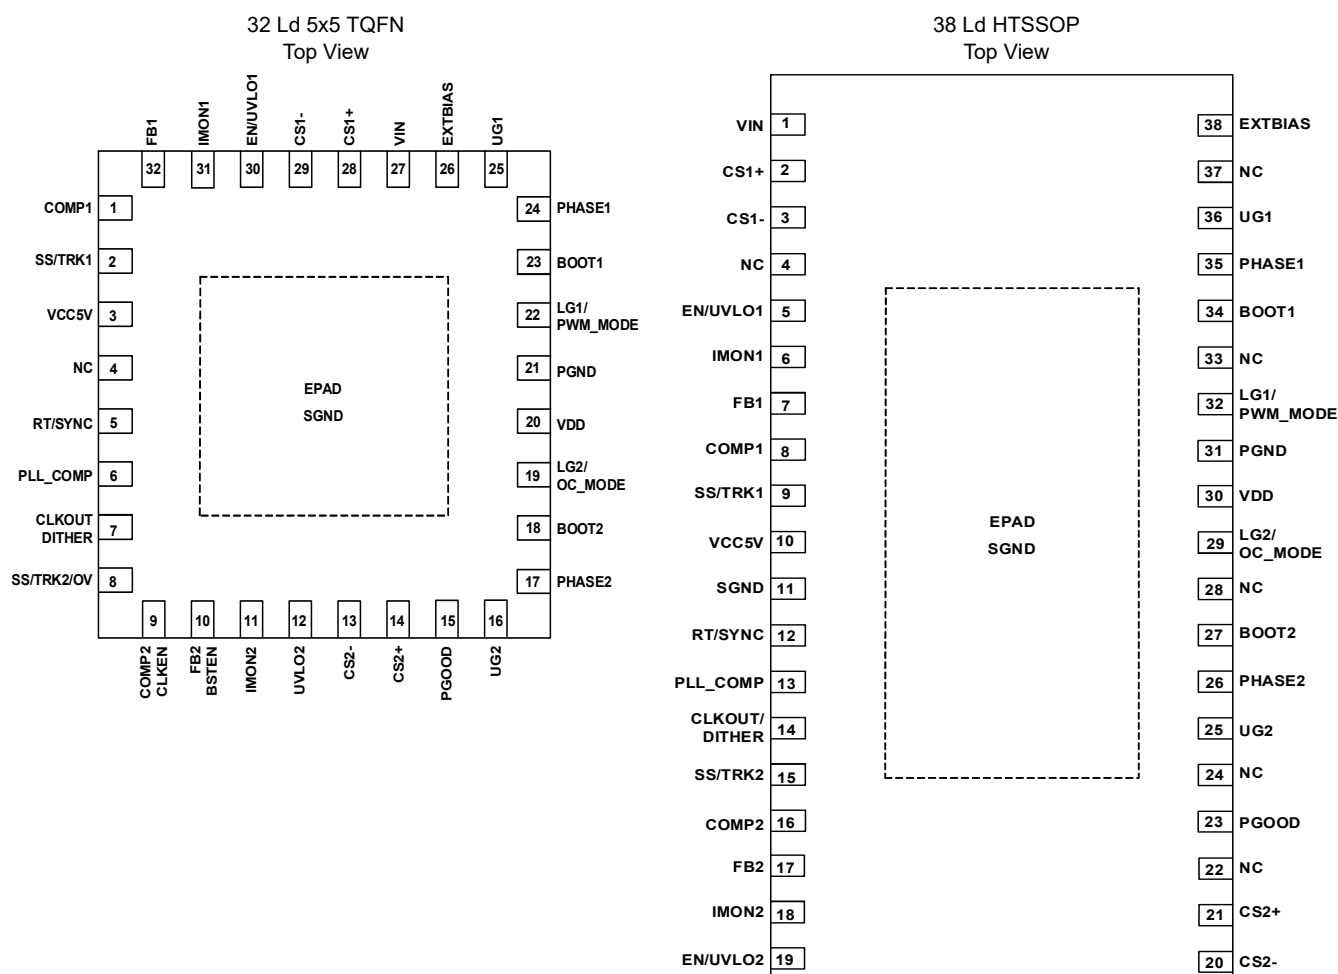 32 Ld 5x5 TQFN
Top View
FB1
IMON1
EN/UVLO1
CS1-
CS1+
VIN
EXTBIAS
UG1
32
31
30
29
28
27
26
25
COMP1 1
SS/TRK1 2
VCC5V 3
NC 4
RT/SYNC 5
PLL_COMP 6
CLKOUT
DITHER 7
SS/TRK2/OV 8
24 PHASE1
23 BOOT1
22 LG1/
PWM_MODE
21 PGND
20 VDD
19 LG2/
OC_MODE
18 BOOT2
17 PHASE2
EPAD
SGND
9
10
11
12
13
14
15
16
COMP2
CLKEN
FB2
BSTEN
IMON2
UVLO2
CS2-
CS2+
PGOOD
UG2
38 Ld HTSSOP
Top View
VIN 1
CS1+ 2
CS1- 3
NC 4
EN/UVLO1 5
IMON1 6
FB1 7
COMP1 8
SS/TRK1 9
VCC5V 10
SGND 11
RT/SYNC 12
PLL_COMP 13
CLKOUT/
DITHER 14
SS/TRK2 15
COMP2 16
FB2 17
IMON2 18
EN/UVLO2 19
EPAD
SGND
38 EXTBIAS
37 NC
36 UG1
35 PHASE1
34 BOOT1
33 NC
32 LG1/
PWM_MODE
31 PGND
30 VDD
29 LG2/
OC_MODE
28 NC
27 BOOT2
26 PHASE2
25 UG2
24 NC
23 PGOOD
22 NC
21 CS2+
20 CS2-